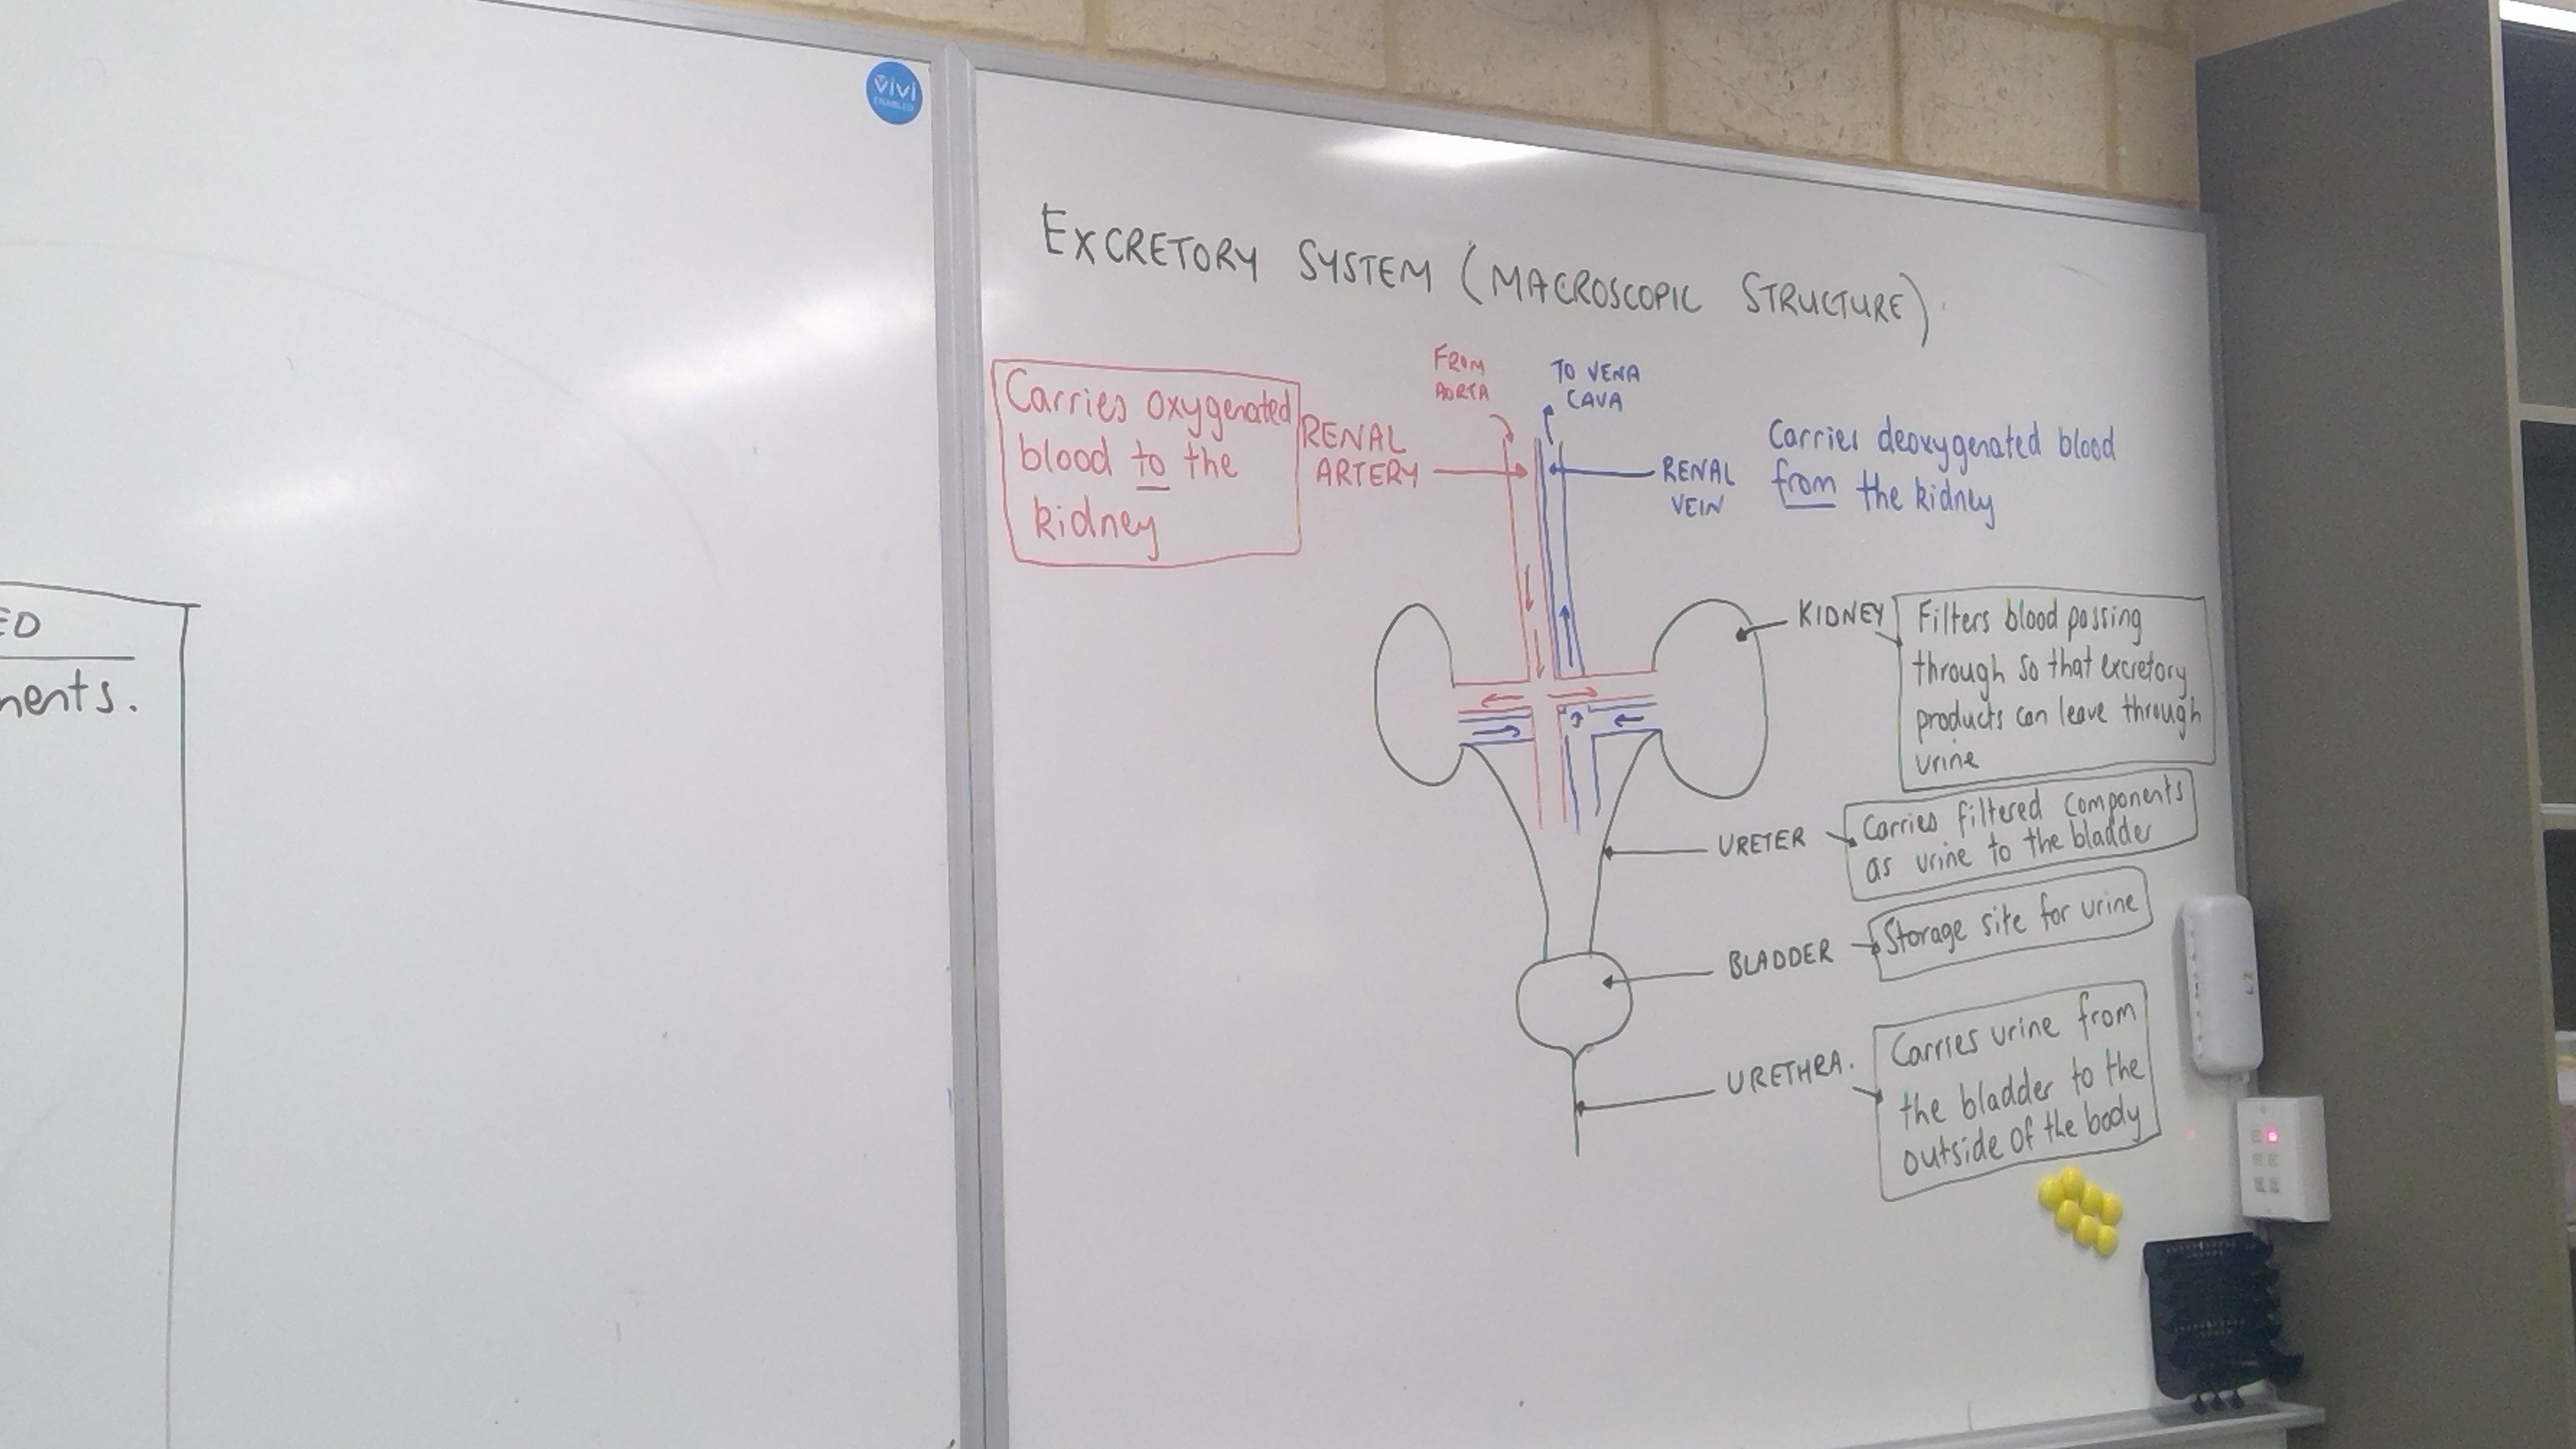 vivi
ENABLED
ED
nents.
EXCRETORY SYSTEM (MACROSCOPIC STRUCTURE)
Carries oxygenated
blood to the
kidney
RENAL
ARTERY
FROM
AORTA
TO VENA
CAVA
RENAL
VEIN
Carries deoxygenated blood
from the kidney
KIDNEY
Filters blood passing
through so that excretory
products can leave through
urine
URETER
Carries filtered components
as urine to the bladder
BLADDER
Storage site for urine
URETHRA.
Carries urine from
the bladder to the
outside of the body